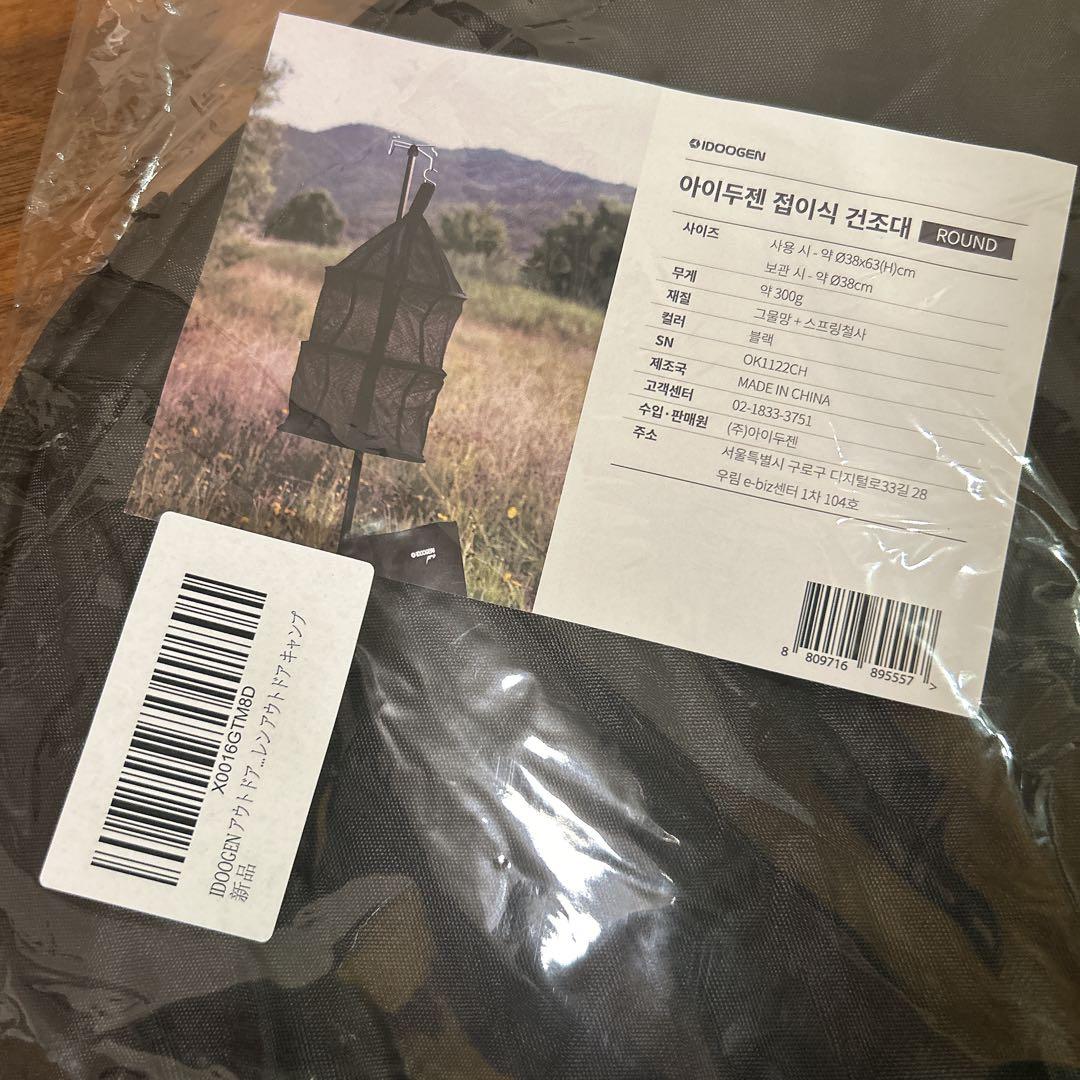 IDOOGEN
아이두젠 접이식 건조대 ROUND
사이즈 사용 시 - 약 Ø38x63(H)cm
보관 시 - 약 Ø38cm
무게 약 300g
재질 그물망 + 스프링철사
컬러 블랙
SN OK1122CH
제조국 MADE IN CHINA
고객센터 02-1833-3751
수입·판매원 (주)아이두젠
주소 서울특별시 구로구 디지털로33길 28
우림 e-biz센터 1차 104호
8 809716 895557 >
IDOOGEN
X0016GTM8D
IDOOGEN アウトドア...レン アウトドア キャンプ
新品